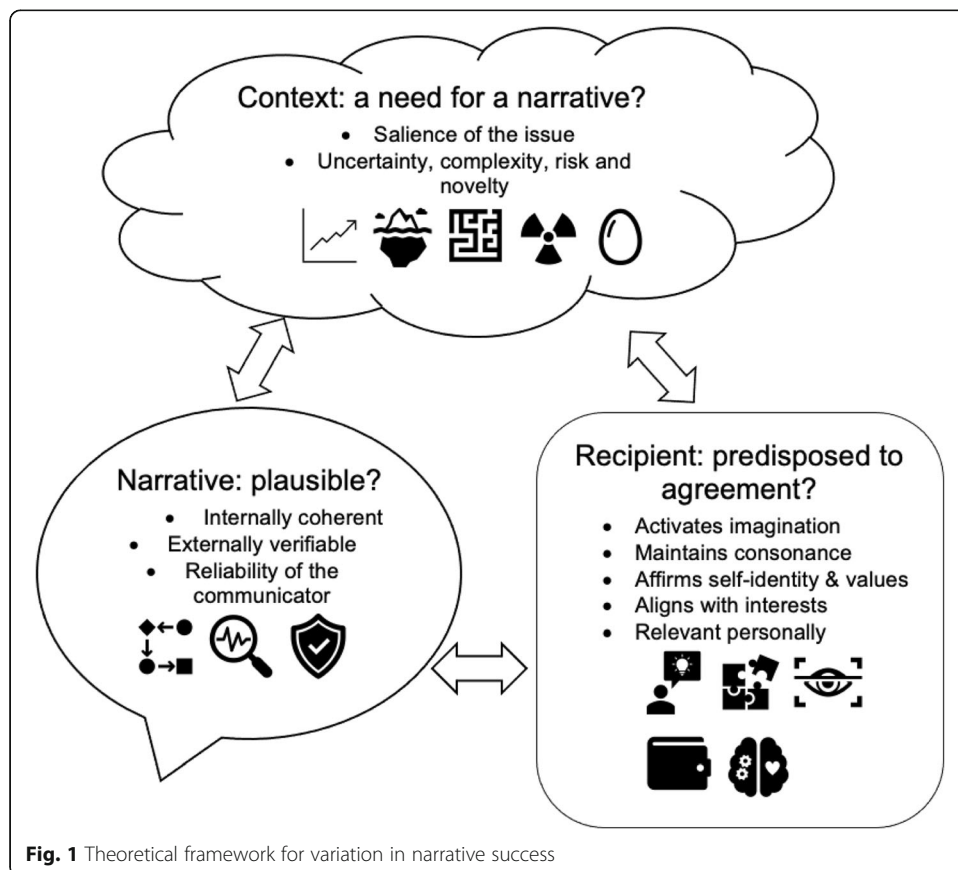 Context: a need for a narrative?
• Salience of the issue
• Uncertainty, complexity, risk and
novelty
Narrative: plausible?
• Internally coherent
• Externally verifiable
• Reliability of the
communicator
Recipient: predisposed to
agreement?
• Activates imagination
• Maintains consonance
• Affirms self-identity & values
• Aligns with interests
• Relevant personally
Fig. 1 Theoretical framework for variation in narrative success